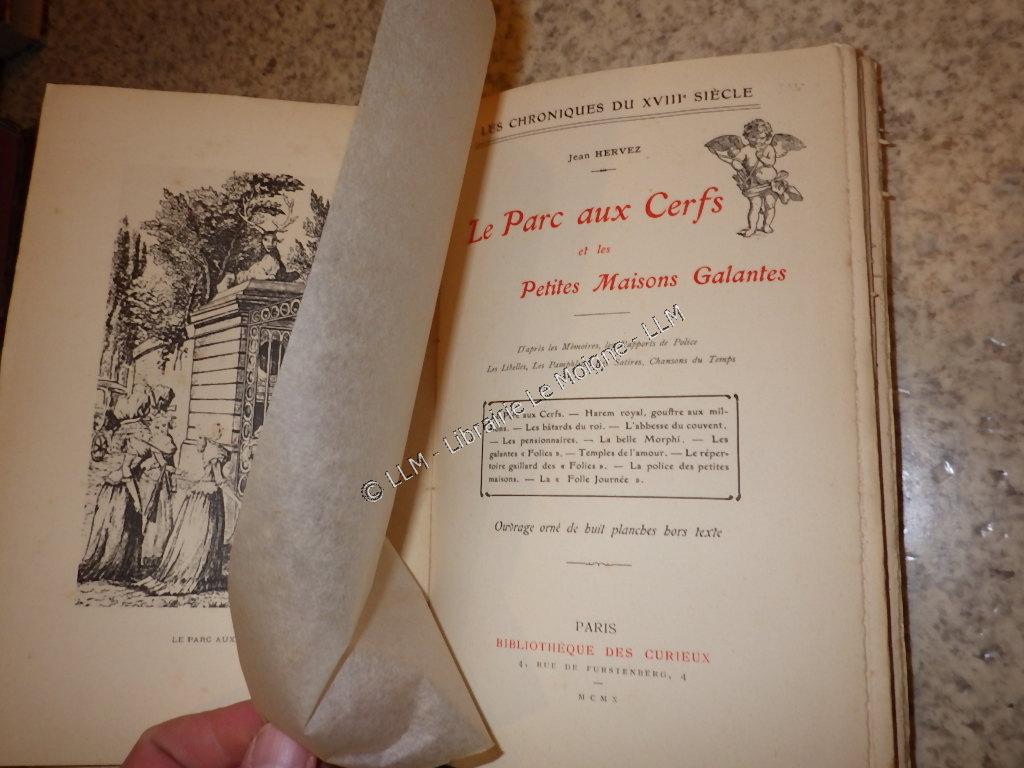 LES CHRONIQUES DU XVIIIe SIÈCLE
Jean HERVEZ
Le Parc aux Cerfs
et les
Petites Maisons Galantes
D'après les Mémoires, les Rapports de Police
Les Libelles, Les Pamphlets, Satires, Chansons du Temps
aux Cerfs. — Harem royal, gouffre aux mil-
lions. — Les bâtards du roi. — L'abbesse du couvent.
— Les pensionnaires. — La belle Morphi. — Les
galantes « Folies ». — Temples de l'amour. — Le réper-
toire gaillard des « Folies ». — La police des petites
maisons. — La « Folle Journée ».
Ouvrage orné de huit planches hors texte
PARIS
BIBLIOTHÈQUE DES CURIEUX
4, RUE DE FURSTENBERG, 4
MCMX
LE PARC AUX
© LLM - Librairie Le Moigne - LLM